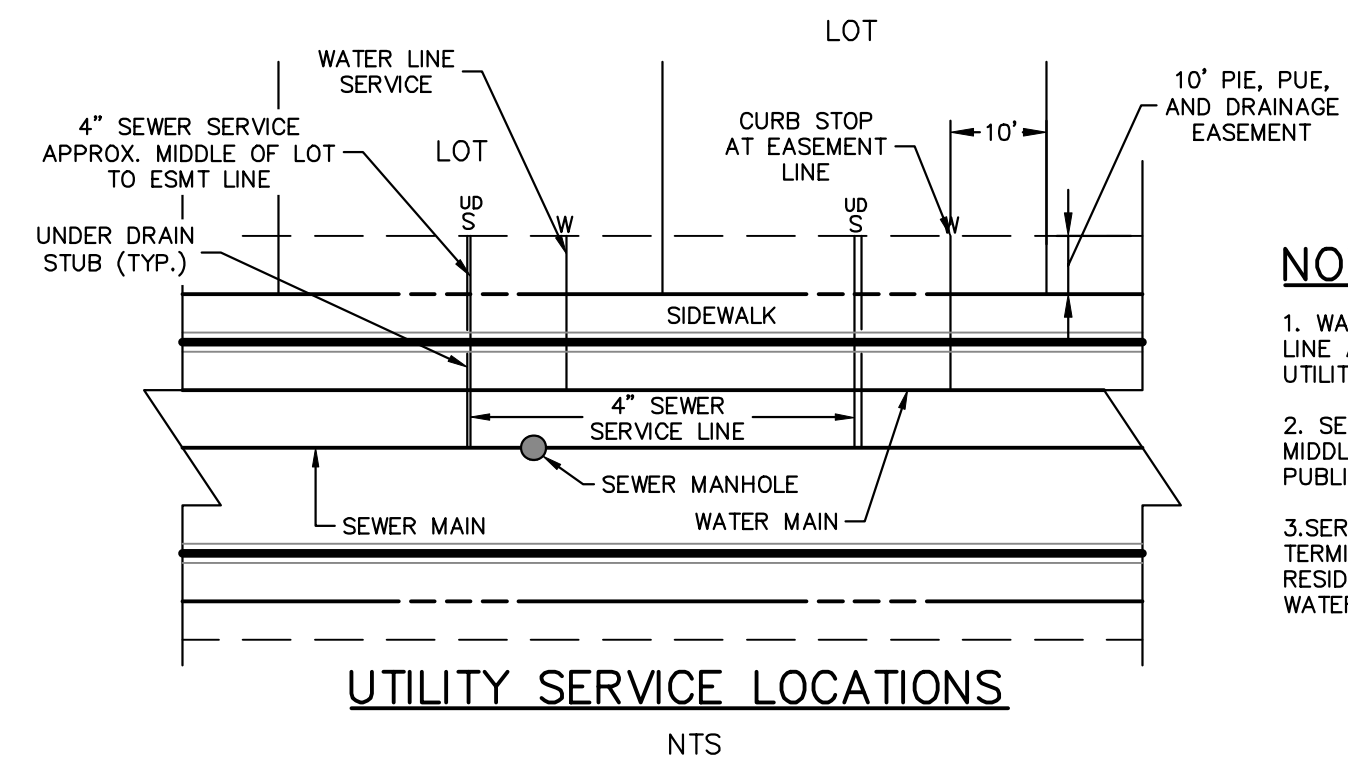 LOT
WATER LINE
SERVICE
10' PIE, PUE,
AND DRAINAGE
EASEMENT
4" SEWER SERVICE
APPROX. MIDDLE OF LOT
TO ESMT LINE
LOT
CURB STOP
AT EASEMENT
LINE
10'
UD
S
W
UD
S
W
UNDER DRAIN
STUB (TYP.)
SIDEWALK
4" SEWER
SERVICE LINE
SEWER MANHOLE
SEWER MAIN
WATER MAIN
UTILITY SERVICE LOCATIONS
NTS
NO
1. WA
LINE
UTILIT
2. SE
MIDDL
PUBLI
3.SER
TERMI
RESID
WATER